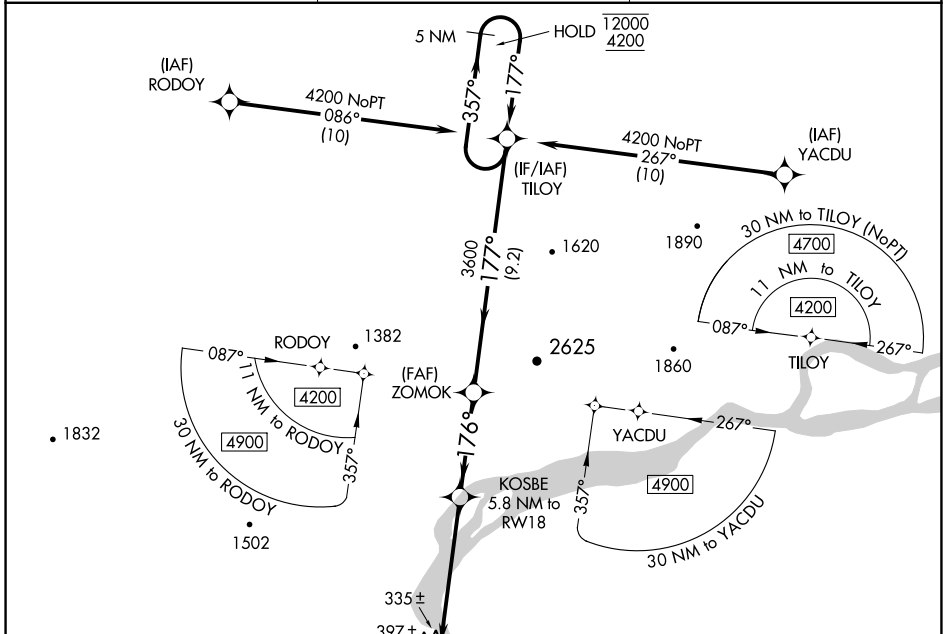 5 NM
HOLD 12000
4200
(IAF)
RODOY
4200 NoPT
086°
(10)
357°
177°
4200 NoPT
267°
(10)
(IAF)
YACDU
(IF/IAF)
TILOY
3600
177°
(9.2)
1620
1890
30 NM to TILOY (NoPT)
4700
11 NM to TILOY
4200
087°
267°
TILOY
RODOY
1382
087°
4200
11 NM to RODOY
4900
30 NM to RODOY
357°
(FAF)
ZOMOK
2625
1860
1832
176°
YACDU
267°
357°
4900
30 NM to YACDU
KOSBE
5.8 NM to
RW18
1502
335±
397±